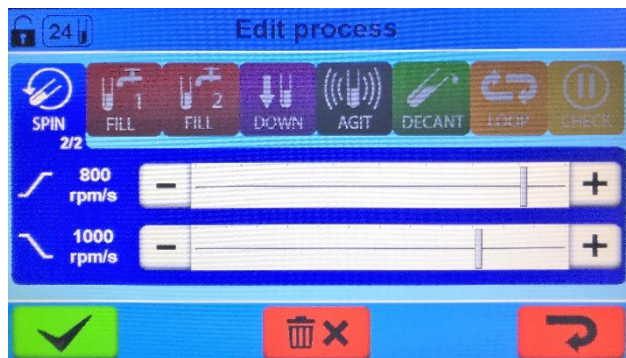 24 Edit process
SPIN 1 FILL 2 FILL DOWN AGIT DECANT LOOP CHECK
2/2
800
rpm/s
- +
1000
rpm/s
- +